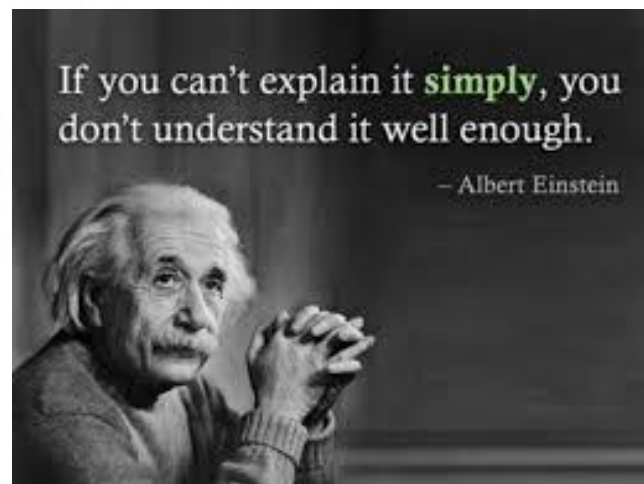 If you can’t explain it simply, you
don’t understand it well enough.
– Albert Einstein